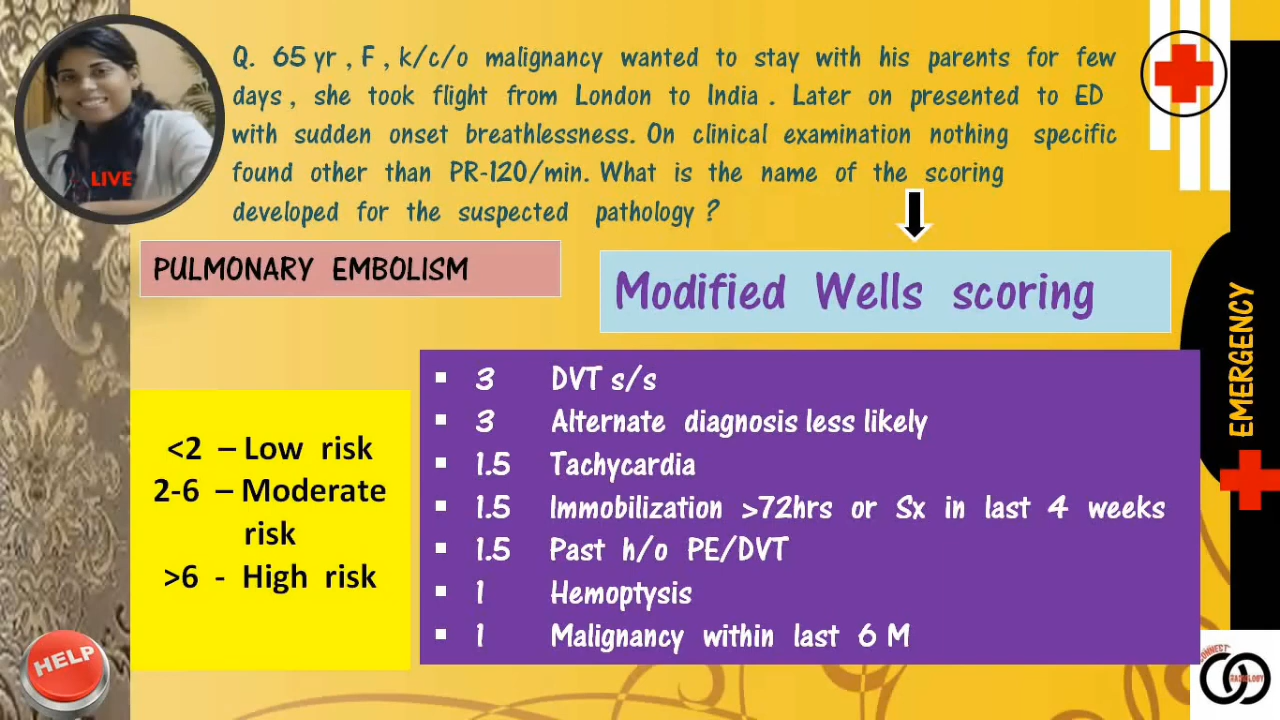 Q. 65 yr , F , k/c/o malignancy wanted to stay with his parents for few
days , she took flight from London to India . Later on presented to ED
with sudden onset breathlessness. On clinical examination nothing specific
found other than PR-120/min. What is the name of the scoring
developed for the suspected pathology ?
LIVE
PULMONARY EMBOLISM
Modified Wells scoring
<2 – Low risk
2-6 – Moderate
risk
>6 - High risk
▪ 3 DVT s/s
▪ 3 Alternate diagnosis less likely
▪ 1.5 Tachycardia
▪ 1.5 Immobilization >72hrs or Sx in last 4 weeks
▪ 1.5 Past h/o PE/DVT
▪ 1 Hemoptysis
▪ 1 Malignancy within last 6 M
EMERGENCY
HELP
CONNECT
RADIOLOGY